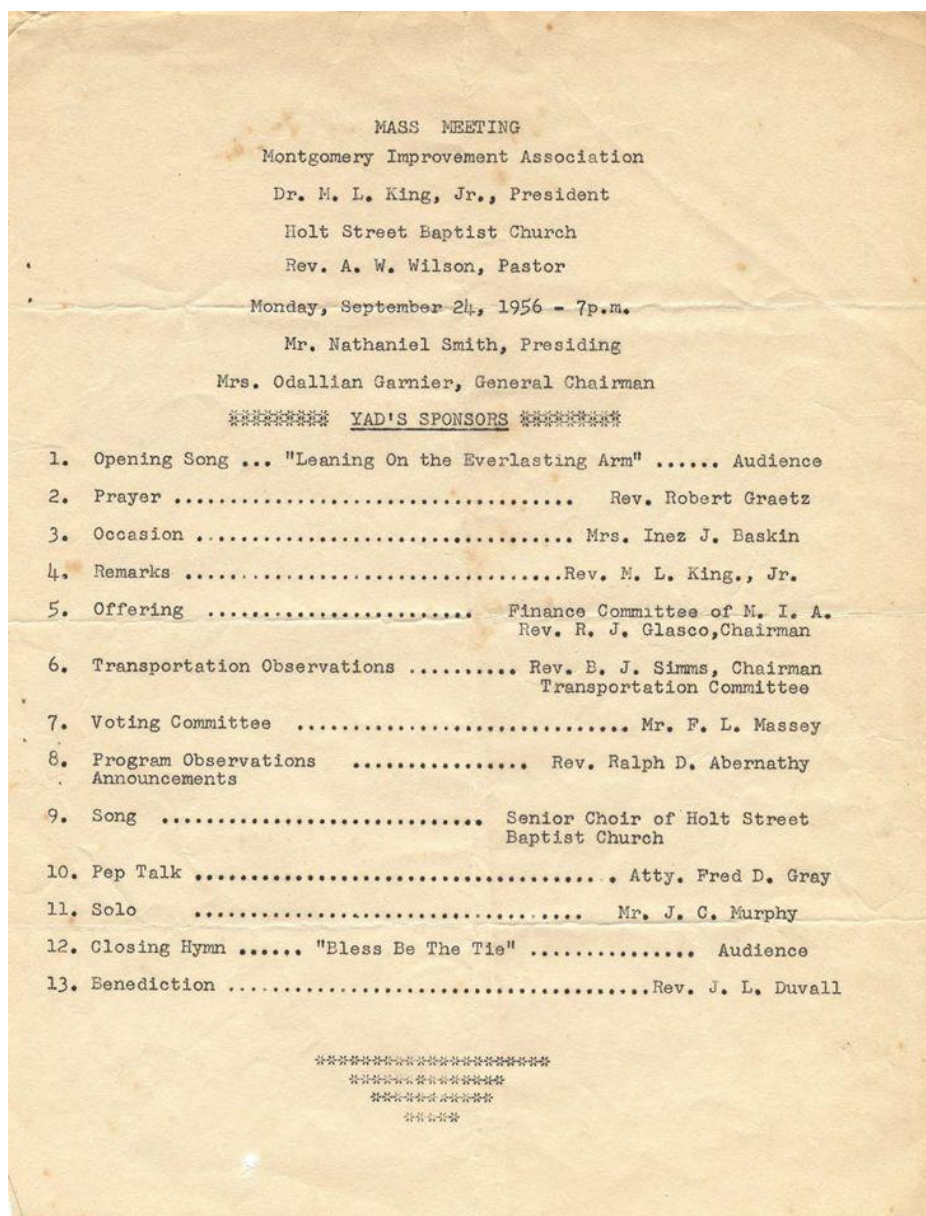 MASS MEETING
Montgomery Improvement Association
Dr. M. L. King, Jr., President
Holt Street Baptist Church
Rev. A. W. Wilson, Pastor
Monday, September 24, 1956 - 7p.m.
Mr. Nathaniel Smith, Presiding
Mrs. Odallian Garnier, General Chairman
********* YAD'S SPONSORS *********
1. Opening Song ... "Leaning On the Everlasting Arm" ...... Audience
2. Prayer .................................... Rev. Robert Graetz
3. Occasion .................................. Mrs. Inez J. Baskin
4. Remarks ..................................Rev. M. L. King., Jr.
5. Offering ........................ Finance Committee of M. I. A.
Rev. R. J. Glasco,Chairman
6. Transportation Observations .......... Rev. B. J. Simms, Chairman
Transportation Committee
7. Voting Committee .............................. Mr. F. L. Massey
8. Program Observations ................ Rev. Ralph D. Abernathy
Announcements
9. Song ............................. Senior Choir of Holt Street
Baptist Church
10. Pep Talk ...................................... Atty. Fred D. Gray
11. Solo ................................... Mr. J. C. Murphy
12. Closing Hymn ...... "Bless Be The Tie" ............... Audience
13. Benediction ......................................Rev. J. L. Duvall
*********************
**************
***********
*****